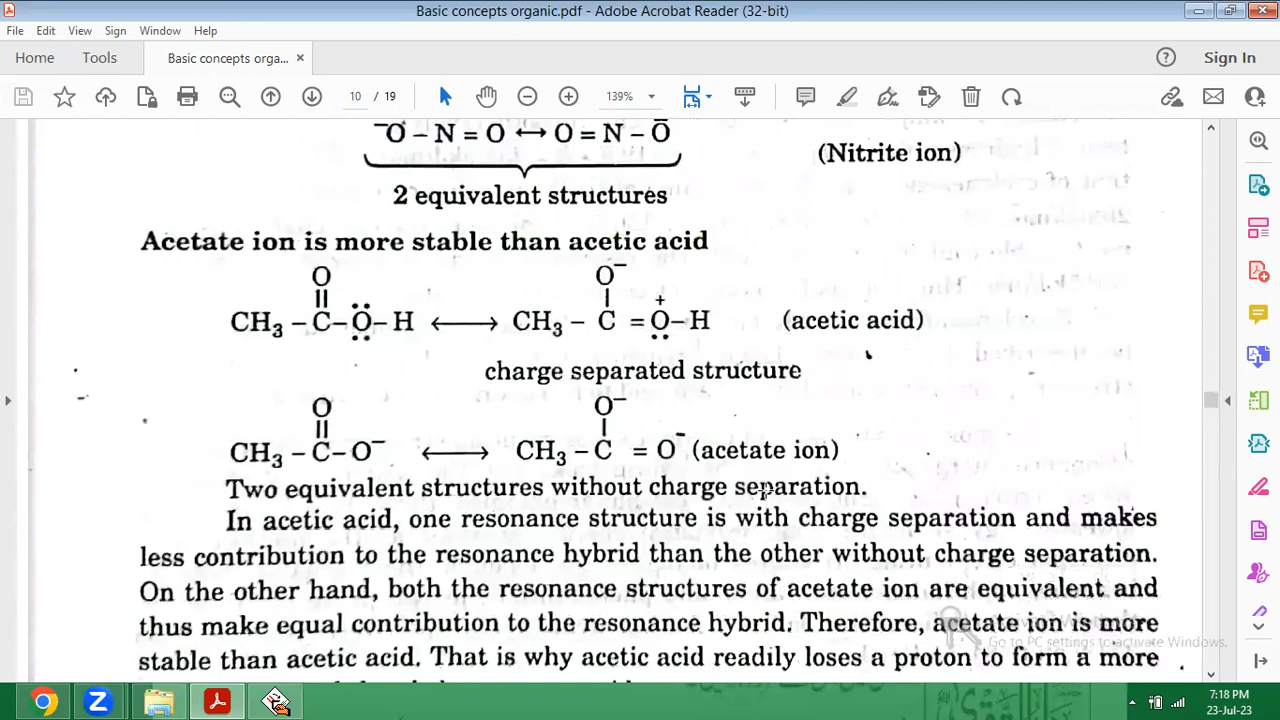 Basic concepts organic.pdf - Adobe Acrobat Reader (32-bit)
File Edit View Sign Window Help
Home Tools Basic concepts orga... × Sign In
10 / 19 139%
⁻O – N = O ↔ O = N – O⁻
(Nitrite ion)
2 equivalent structures
Acetate ion is more stable than acetic acid
O O⁻
CH₃ – C – O – H ⟷ CH₃ – C = O⁺ – H (acetic acid)
charge separated structure
O O⁻
CH₃ – C – O⁻ ⟷ CH₃ – C = O⁻ (acetate ion)
Two equivalent structures without charge separation.
In acetic acid, one resonance structure is with charge separation and makes
less contribution to the resonance hybrid than the other without charge separation.
On the other hand, both the resonance structures of acetate ion are equivalent and
thus make equal contribution to the resonance hybrid. Therefore, acetate ion is more
stable than acetic acid. That is why acetic acid readily loses a proton to form a more
Activate Windows
Go to PC settings to activate Windows.
7:18 PM
23-Jul-23